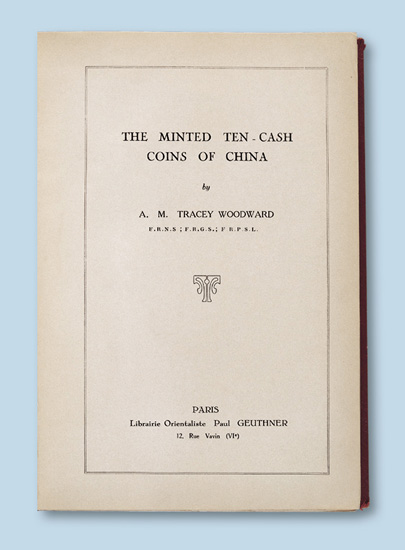 THE MINTED TEN-CASH
COINS OF CHINA
by
A. M. TRACEY WOODWARD
F.R.N.S ; F.R.G.S.; F R.P.S.L.
PARIS
Librairie Orientaliste Paul GEUTHNER
12, Rue Vavin (VIᵉ)